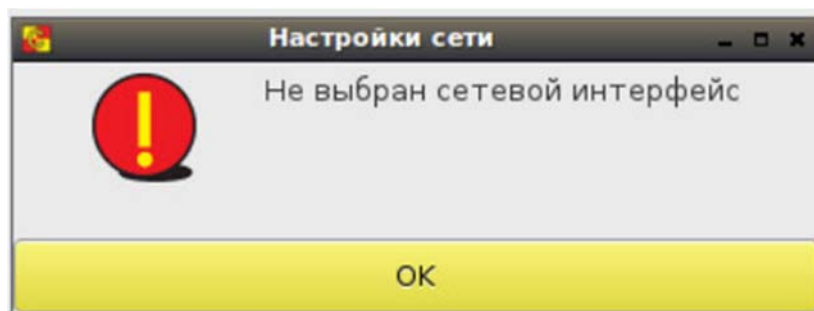 Настройки сети
Не выбран сетевой интерфейс
OK